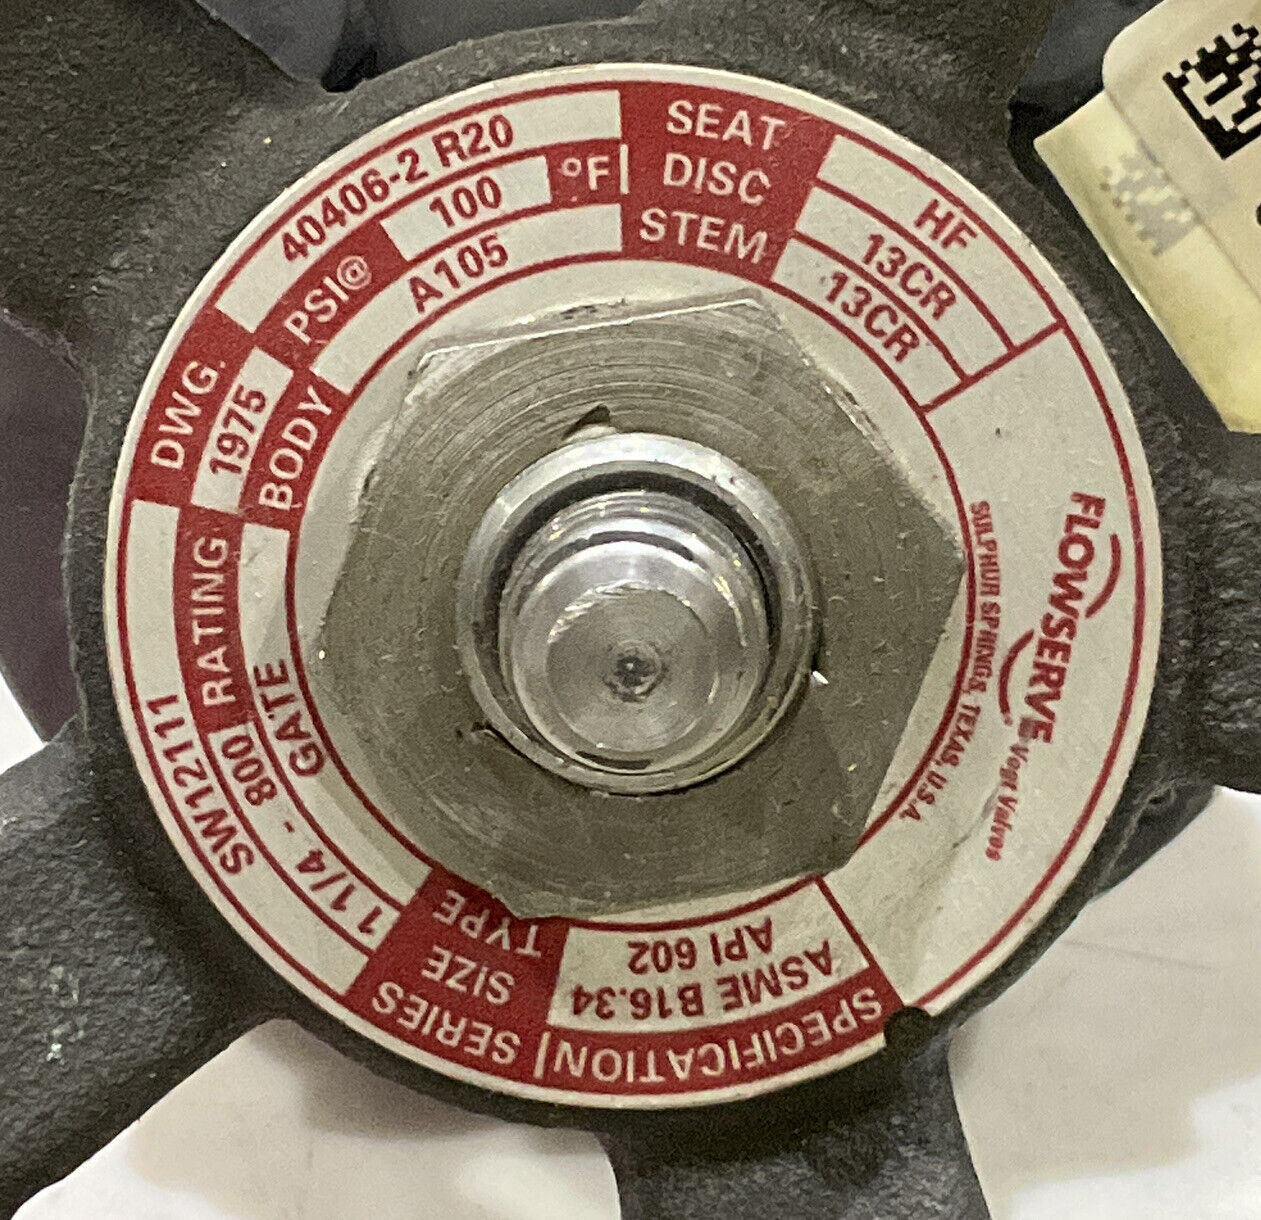 SEAT HF
DISC 13CR
STEM 13CR
FLOWSERVE Vogt Valves
SULPHUR SPRINGS, TEXAS, U.S.A.
SPECIFICATION
ASME B16.34
API 602
SERIES SW12111
SIZE 1 1/4 - 800
TYPE GATE
RATING 1975 PSI@ 100 °F
DWG. 40406-2 R20
BODY A105